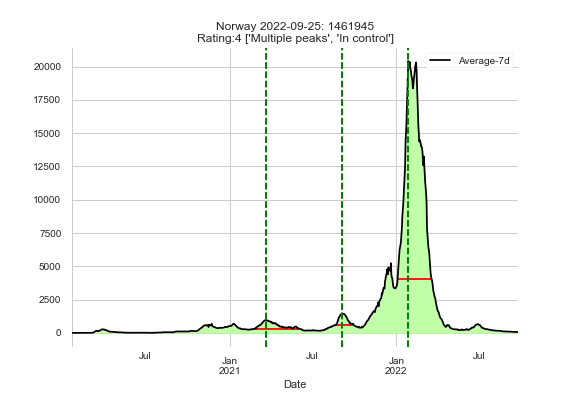 Norway 2022-09-25: 1461945
Rating:4 ['Multiple peaks', 'In control']
Average-7d
20000
17500
15000
12500
10000
7500
5000
2500
0
Jul
Jan
2021
Jul
Jan
2022
Jul
Date